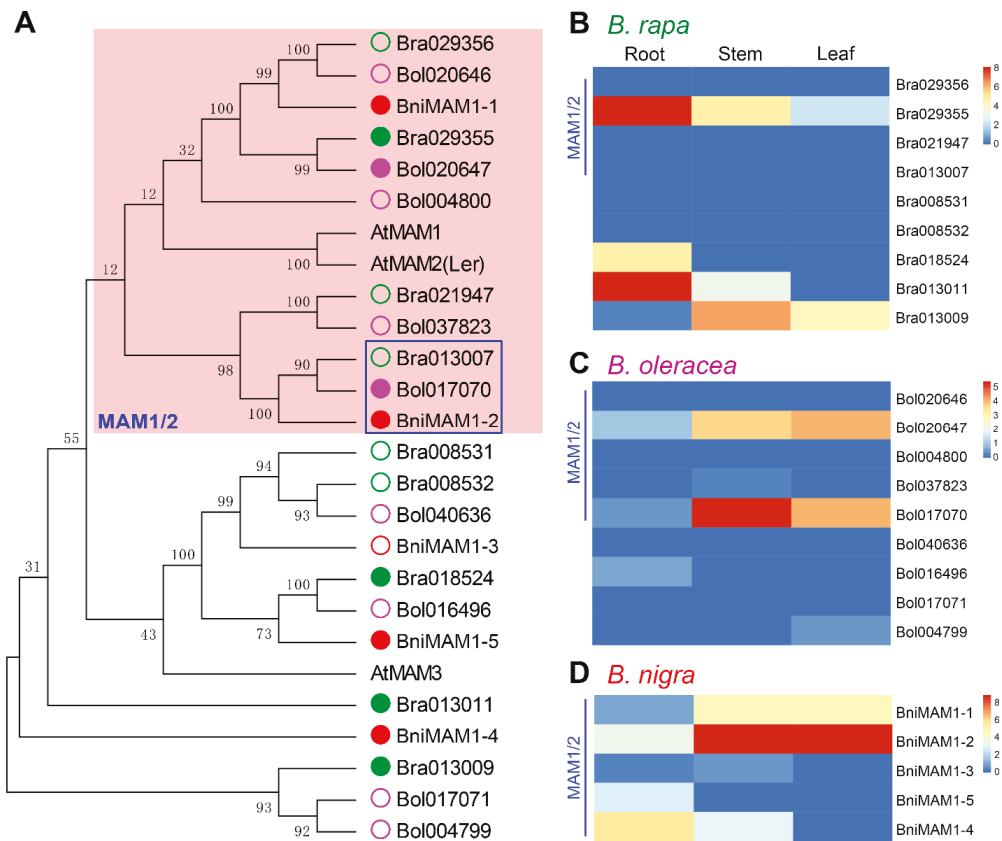 A
100
Bra029356
99
Bol020646
100
BniMAM1-1
Bra029355
32
99
Bol020647
12
Bol004800
AtMAM1
12
100
AtMAM2(Ler)
100
Bra021947
Bol037823
98
90
Bra013007
Bol017070
100
BniMAM1-2
MAM1/2
55
94
Bra008531
Bra008532
99
93
Bol040636
100
BniMAM1-3
31
100
Bra018524
Bol016496
43
73
BniMAM1-5
AtMAM3
Bra013011
BniMAM1-4
Bra013009
93
Bol017071
92
Bol004799
B B. rapa
Root Stem Leaf
MAM1/2
Bra029356
Bra029355
Bra021947
Bra013007
Bra008531
Bra008532
Bra018524
Bra013011
Bra013009
8
6
4
2
0
C B. oleracea
MAM1/2
Bol020646
Bol020647
Bol004800
Bol037823
Bol017070
Bol040636
Bol016496
Bol017071
Bol004799
5
4
3
2
1
0
D B. nigra
MAM1/2
BniMAM1-1
BniMAM1-2
BniMAM1-3
BniMAM1-5
BniMAM1-4
8
6
4
2
0